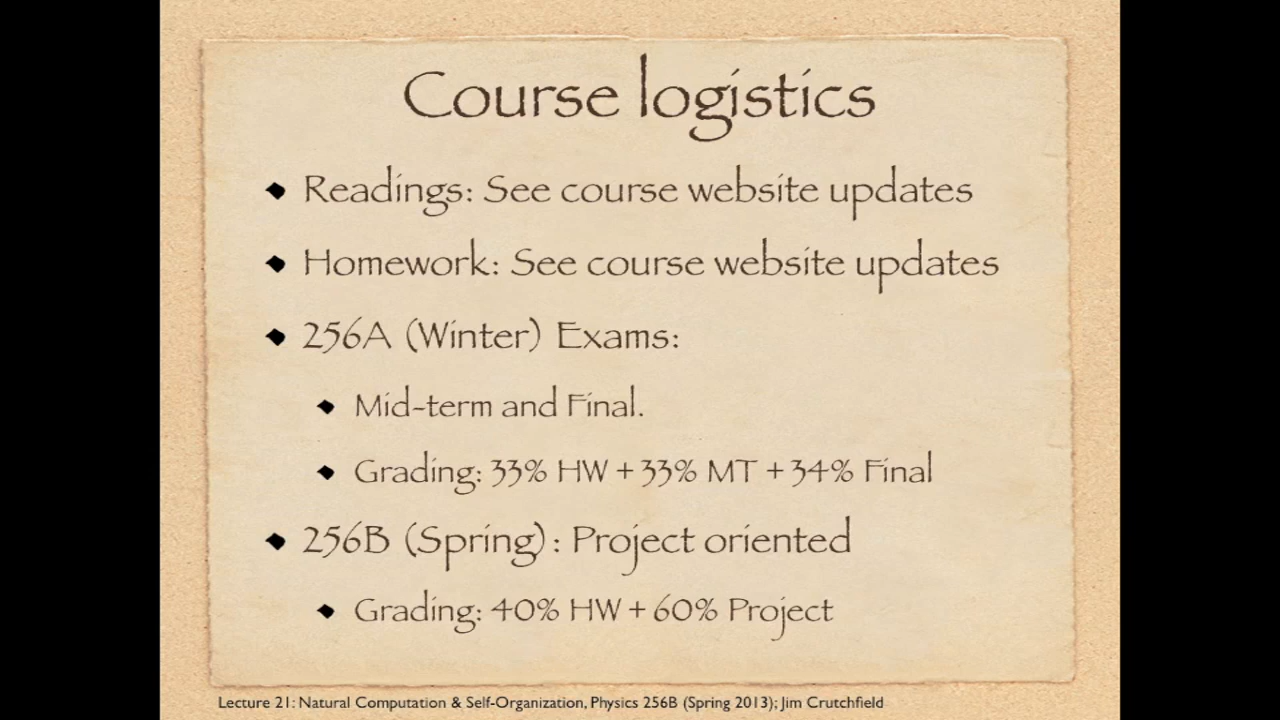 Course logistics
Readings: See course website updates
Homework: See course website updates
256A (Winter) Exams:
Mid-term and Final.
Grading: 33% HW + 33% MT + 34% Final
256B (Spring) : Project oriented
Grading: 40% HW + 60% Project
Lecture 21: Natural Computation & Self-Organization, Physics 256B (Spring 2013); Jim Crutchfield